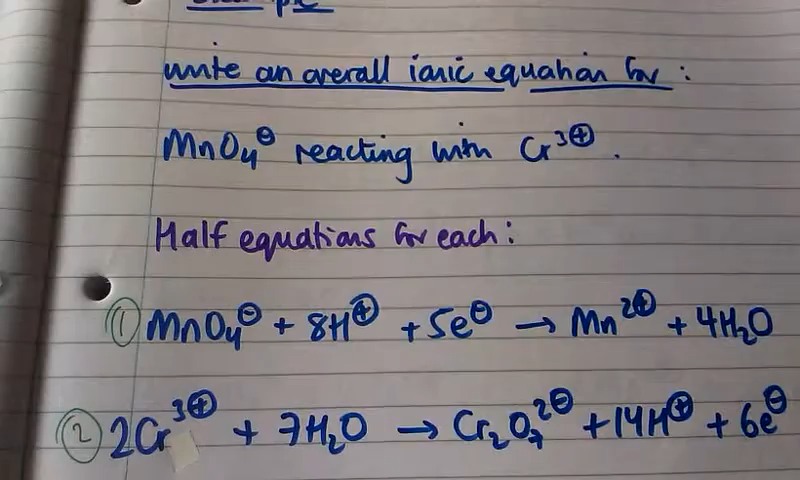 write an overall ionic equation for :
MnO₄⊖ reacting with Cr³⊕ .
Half equations for each :
① MnO₄⊖ + 8H⊕ + 5e⊖ → Mn²⊕ + 4H₂O
② 2Cr³⊕ + 7H₂O → Cr₂O₇²⊖ + 14H⊕ + 6e⊖